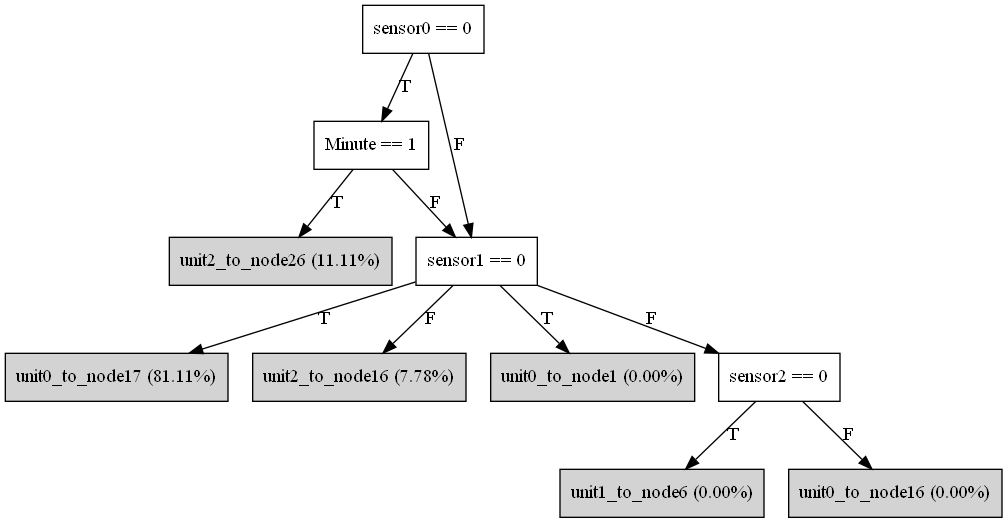 sensor0 == 0
T
Minute == 1
F
T
F
unit2_to_node26 (11.11%)
sensor1 == 0
T
F
T
F
unit0_to_node17 (81.11%)
unit2_to_node16 (7.78%)
unit0_to_node1 (0.00%)
sensor2 == 0
T
F
unit1_to_node6 (0.00%)
unit0_to_node16 (0.00%)